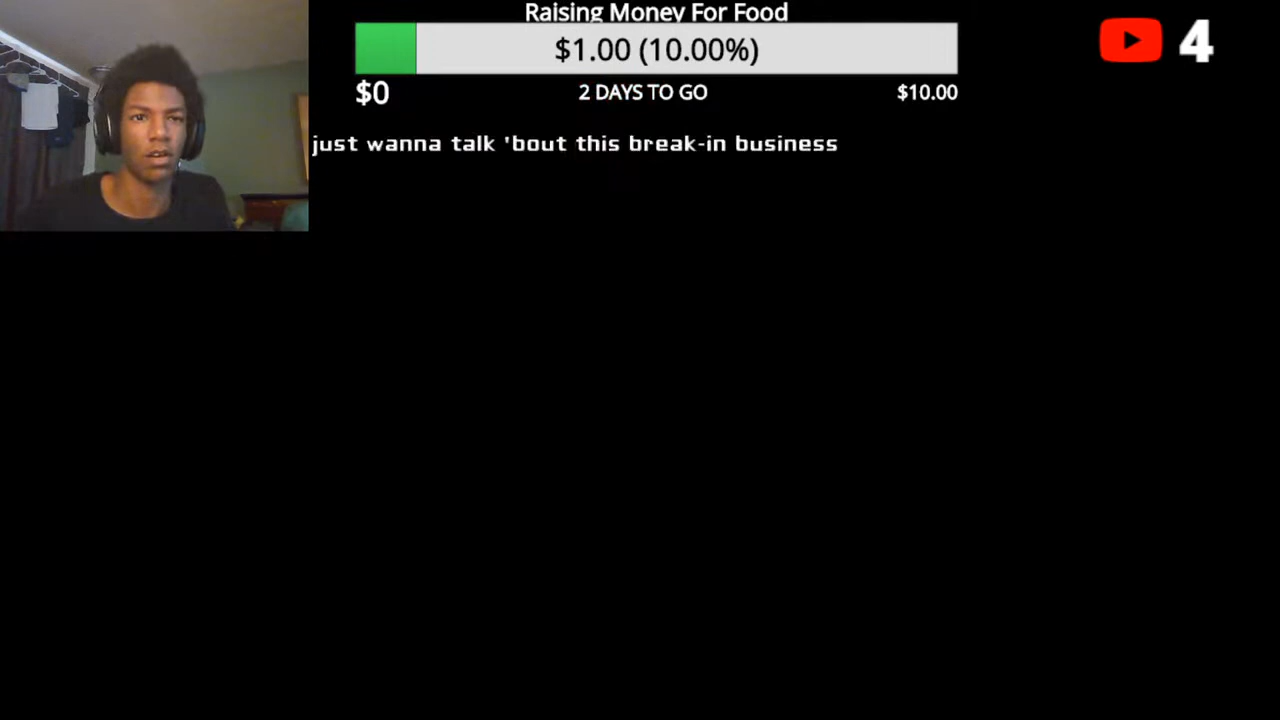 Raising Money For Food
$1.00 (10.00%)
4
$0
2 DAYS TO GO
$10.00
just wanna talk 'bout this break-in business